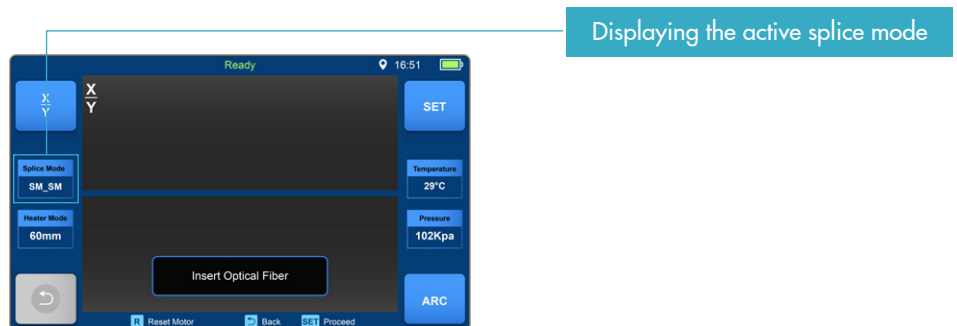 Displaying the active splice mode
Ready
16:51
X
Y
X
Y
SET
Splice Mode
SM_SM
Temperature
29°C
Heater Mode
60mm
Pressure
102Kpa
Insert Optical Fiber
ARC
R Reset Motor
Back
SET Proceed